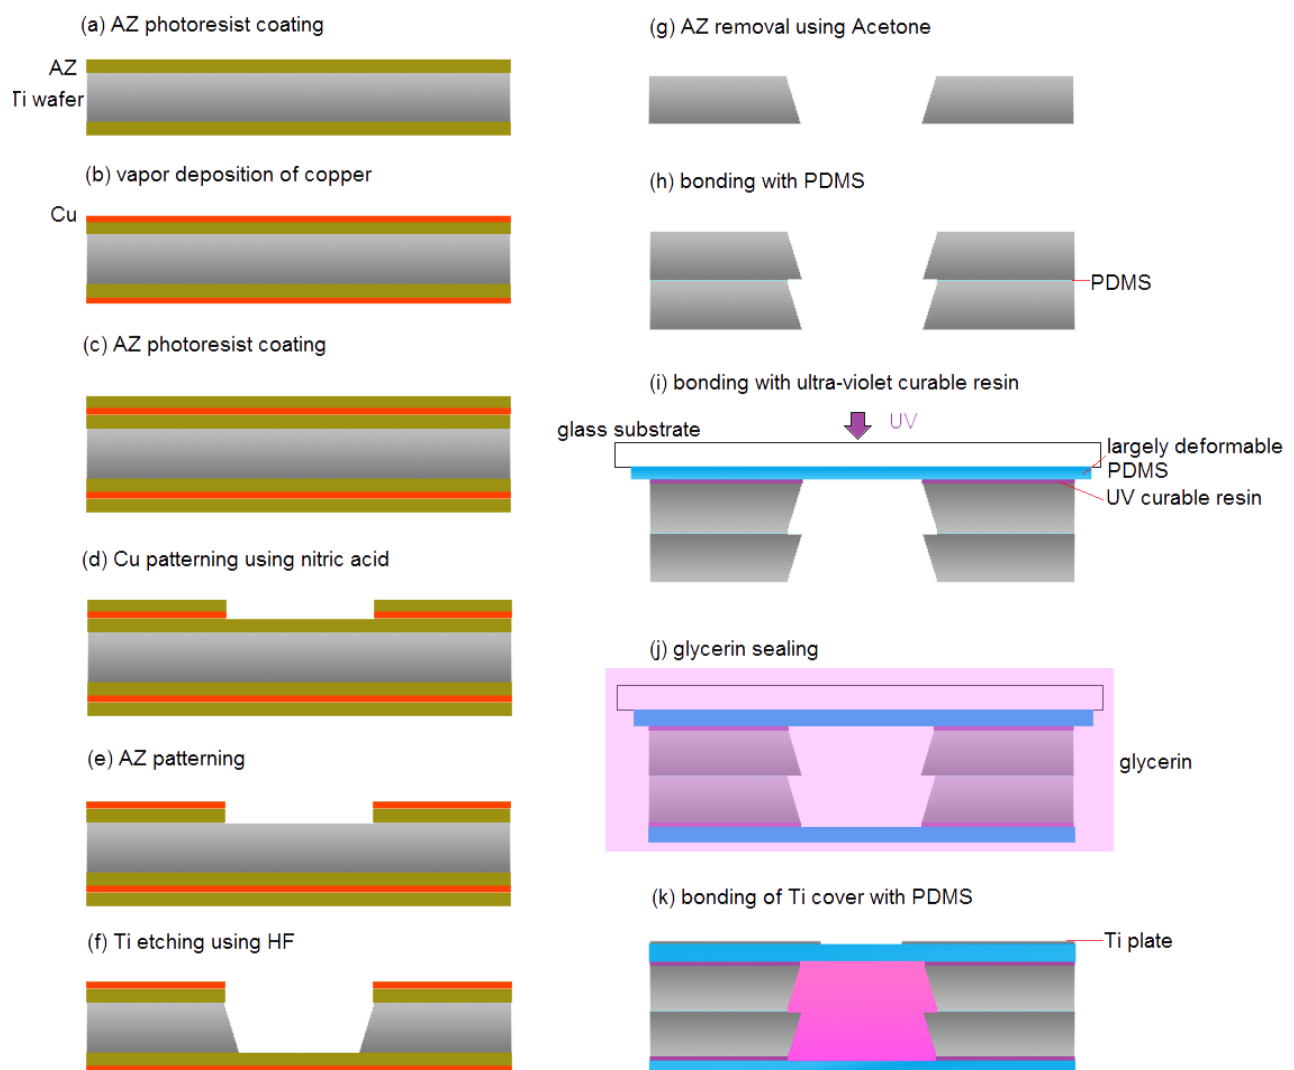 (a) AZ photoresist coating
AZ
Ti wafer
(b) vapor deposition of copper
Cu
(c) AZ photoresist coating
(d) Cu patterning using nitric acid
(e) AZ patterning
(f) Ti etching using HF
(g) AZ removal using Acetone
(h) bonding with PDMS
PDMS
(i) bonding with ultra-violet curable resin
UV
glass substrate
largely deformable
PDMS
UV curable resin
(j) glycerin sealing
glycerin
(k) bonding of Ti cover with PDMS
Ti plate